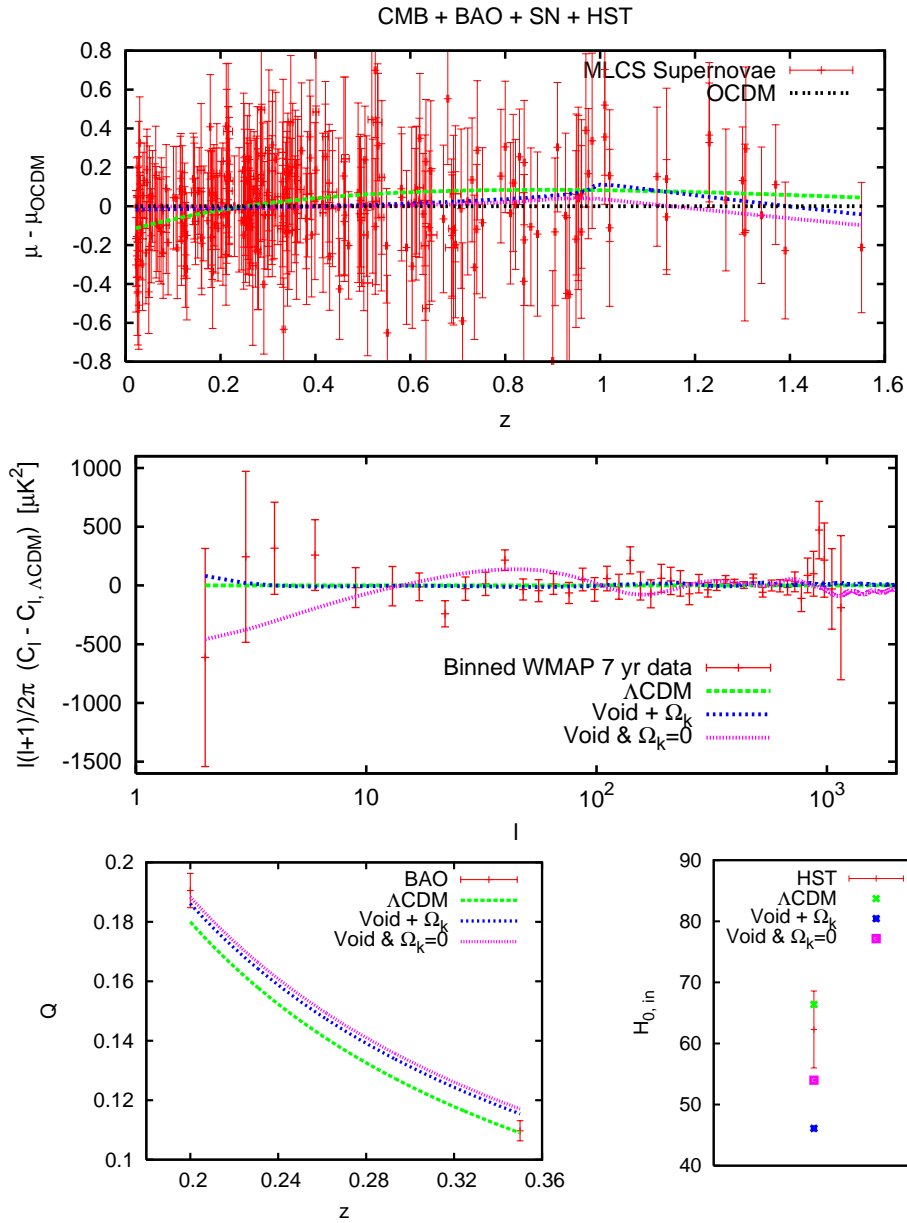 CMB + BAO + SN + HST
0.8
0.6
0.4
0.2
0
-0.2
-0.4
-0.6
-0.8
μ - μOCDM
MLCS Supernovae
OCDM
0 0.2 0.4 0.6 0.8 1 1.2 1.4 1.6
z
1000
500
0
-500
-1000
-1500
l(l+1)/2π (Cl - Cl, ΛCDM) [μK²]
Binned WMAP 7 yr data
ΛCDM
Void + Ωk
Void & Ωk=0
1 10 10² 10³
l
0.2
0.18
0.16
0.14
0.12
0.1
Q
BAO
ΛCDM
Void + Ωk
Void & Ωk=0
0.2 0.24 0.28 0.32 0.36
z
90
80
70
60
50
40
H0, in
HST
ΛCDM
Void + Ωk
Void & Ωk=0